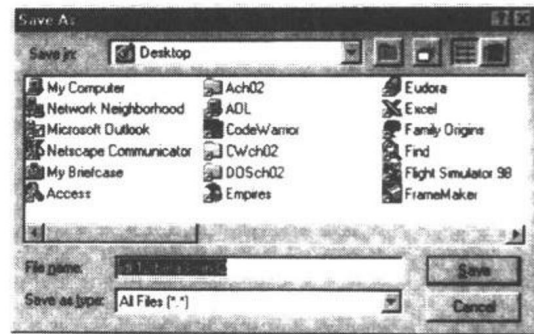 Save As
Save in: Desktop
My Computer Ach02 Eudora
Network Neighborhood AOL Excel
Microsoft Outlook CodeWarrior Family Origins
Netscape Communicator CWch02 Find
My Briefcase DOSch02 Flight Simulator 98
Access Empires FrameMaker
File name:
Save
Save as type: All Files (*.*)
Cancel